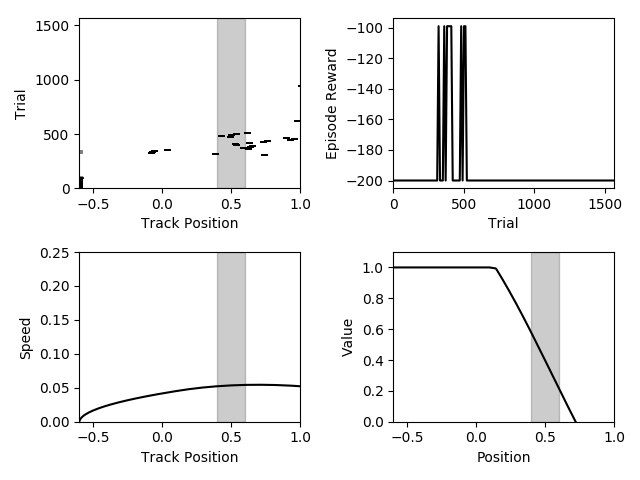 1500
1000
500
0
Trial
−0.5 0.0 0.5 1.0
Track Position
−100
−120
−140
−160
−180
−200
Episode Reward
0 500 1000 1500
Trial
0.25
0.20
0.15
0.10
0.05
0.00
Speed
−0.5 0.0 0.5 1.0
Track Position
1.0
0.8
0.6
0.4
0.2
0.0
Value
−0.5 0.0 0.5 1.0
Position